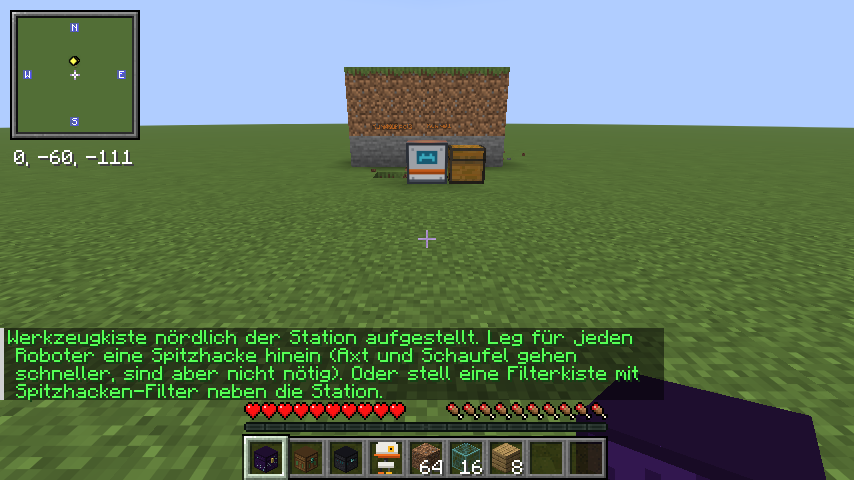 N
W
E
S
0, -60, -111
Werkzeugkiste nördlich der Station aufgestellt. Leg für jeden
Roboter eine Spitzhacke hinein (Axt und Schaufel gehen
schneller, sind aber nicht nötig). Oder stell eine Filterkiste mit
Spitzhacken-Filter neben die Station.
64
16
8